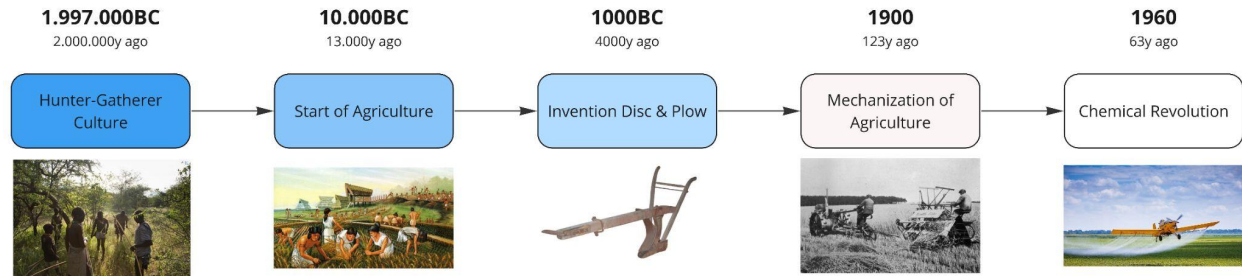 1.997.000BC
2.000.000y ago
Hunter-Gatherer
Culture
10.000BC
13.000y ago
Start of Agriculture
1000BC
4000y ago
Invention Disc & Plow
1900
123y ago
Mechanization of
Agriculture
1960
63y ago
Chemical Revolution